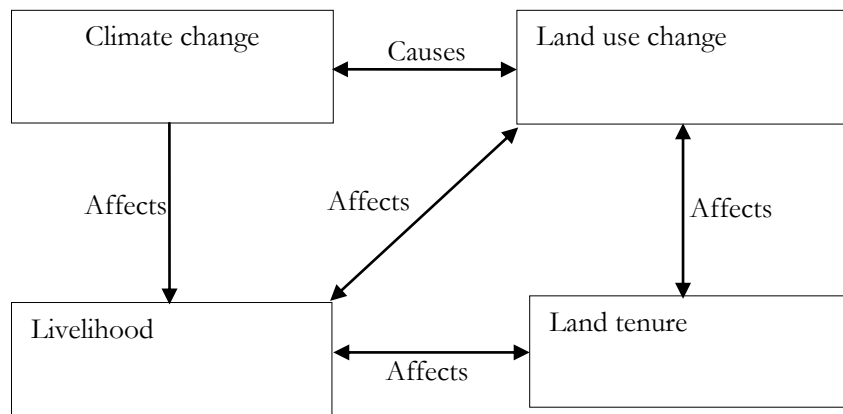 Climate change
Land use change
Causes
Affects
Affects
Affects
Livelihood
Land tenure
Affects